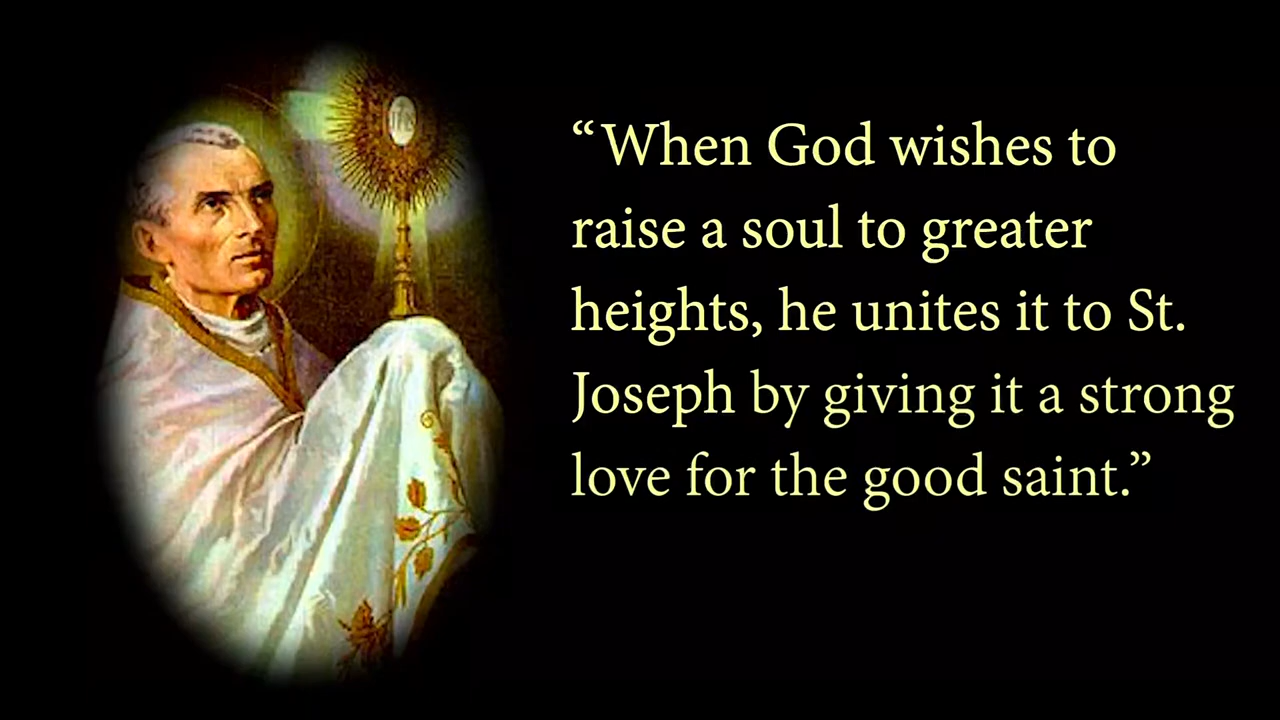 “When God wishes to
raise a soul to greater
heights, he unites it to St.
Joseph by giving it a strong
love for the good saint.”